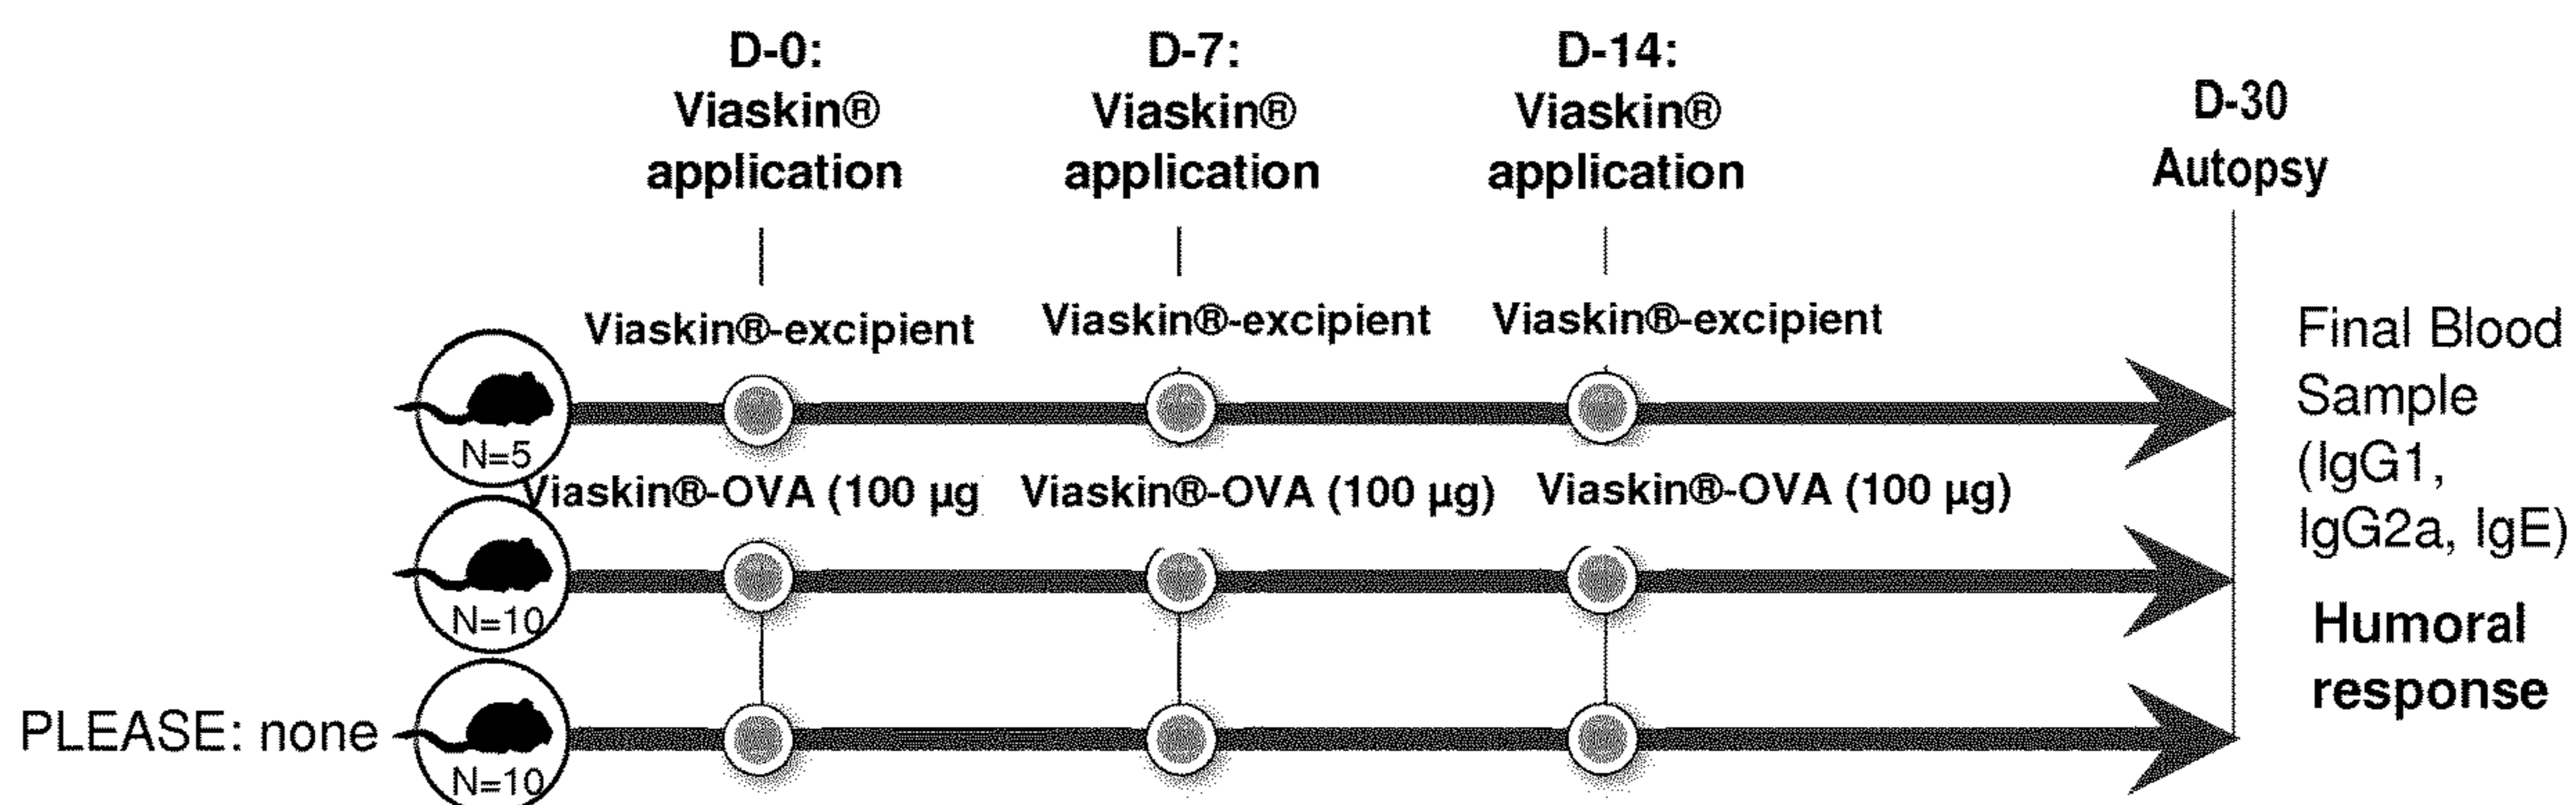 D-0:
Viaskin®
application
D-7:
Viaskin®
application
D-14:
Viaskin®
application
D-30
Autopsy
Viaskin®-excipient
Viaskin®-excipient
Viaskin®-excipient
N=5
Viaskin®-OVA (100 µg
Viaskin®-OVA (100 µg)
Viaskin®-OVA (100 µg)
N=10
PLEASE: none
N=10
Final Blood
Sample
(IgG1,
IgG2a, IgE)
Humoral
response